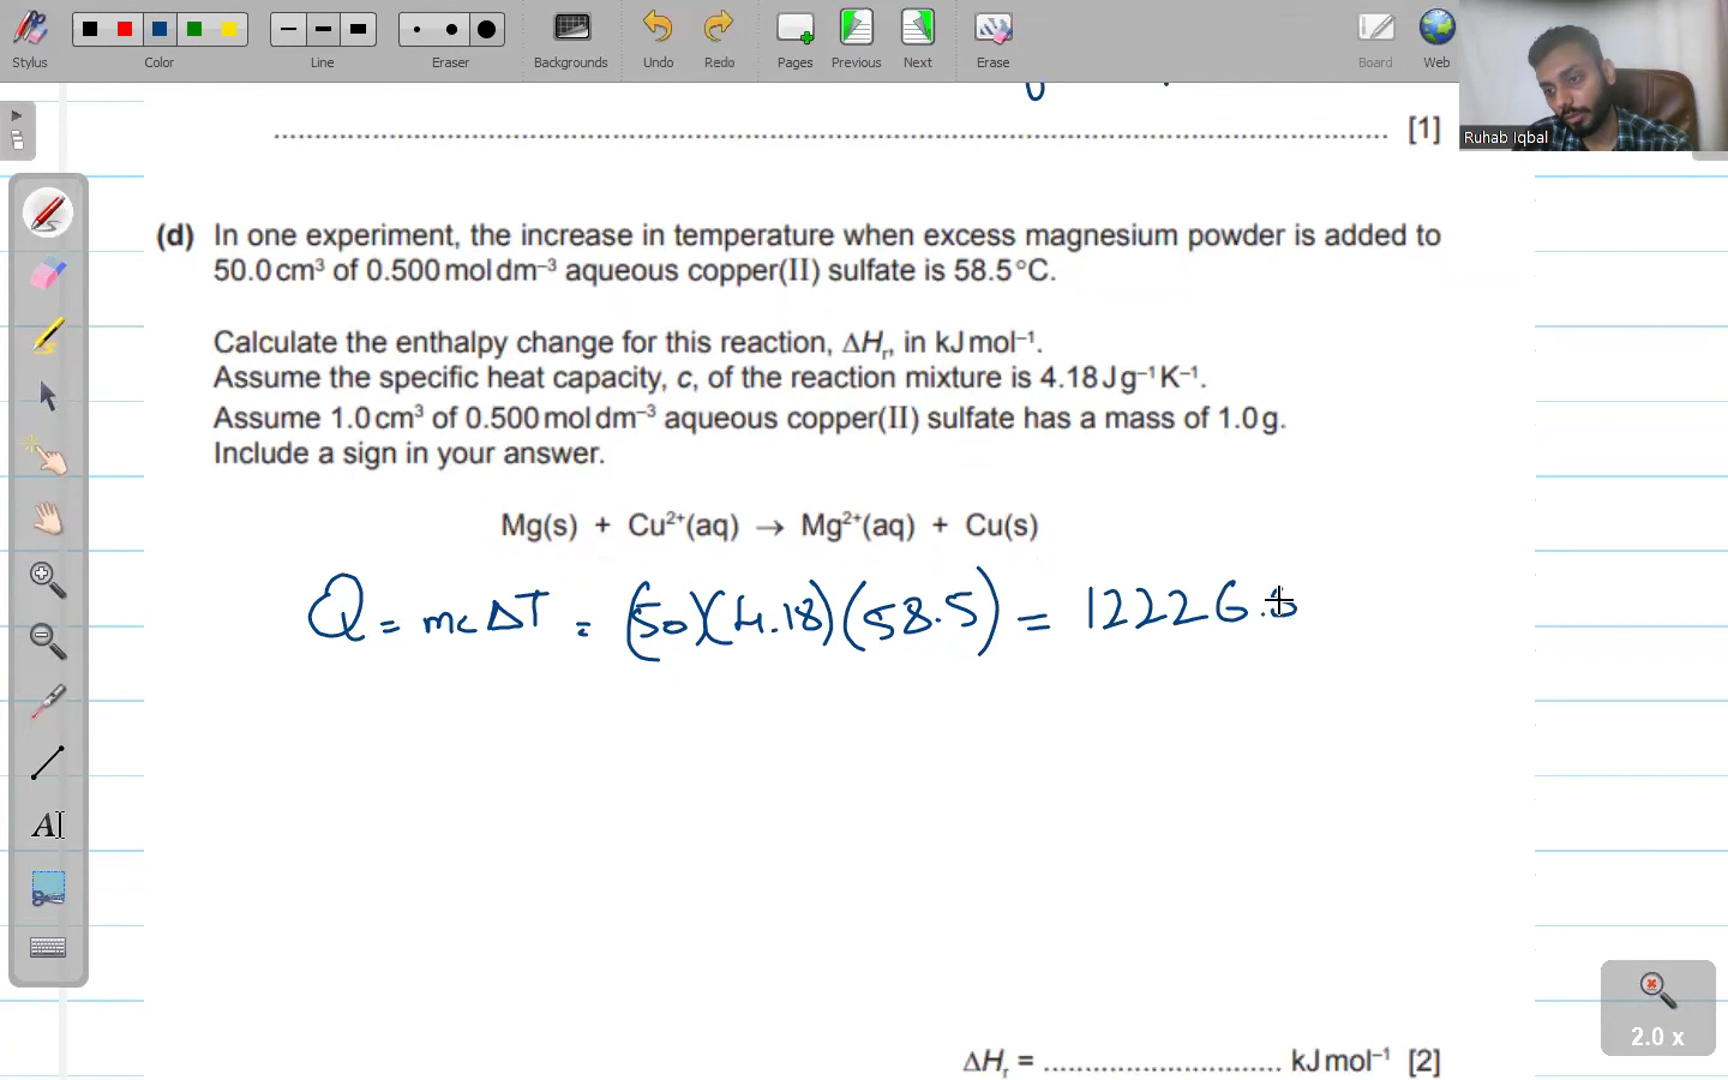 Stylus Color Line Eraser Backgrounds Undo Redo Pages Previous Next Erase Board Web
Ruhab Iqbal
[1]
(d) In one experiment, the increase in temperature when excess magnesium powder is added to
50.0 cm³ of 0.500 mol dm⁻³ aqueous copper(II) sulfate is 58.5 °C.
Calculate the enthalpy change for this reaction, ΔHᵣ, in kJ mol⁻¹.
Assume the specific heat capacity, c, of the reaction mixture is 4.18 J g⁻¹ K⁻¹.
Assume 1.0 cm³ of 0.500 mol dm⁻³ aqueous copper(II) sulfate has a mass of 1.0 g.
Include a sign in your answer.
Mg(s) + Cu²⁺(aq) → Mg²⁺(aq) + Cu(s)
Q = mcΔT = (50)(4.18)(58.5) =
ΔHᵣ = ............................ kJ mol⁻¹ [2]
2.0 x